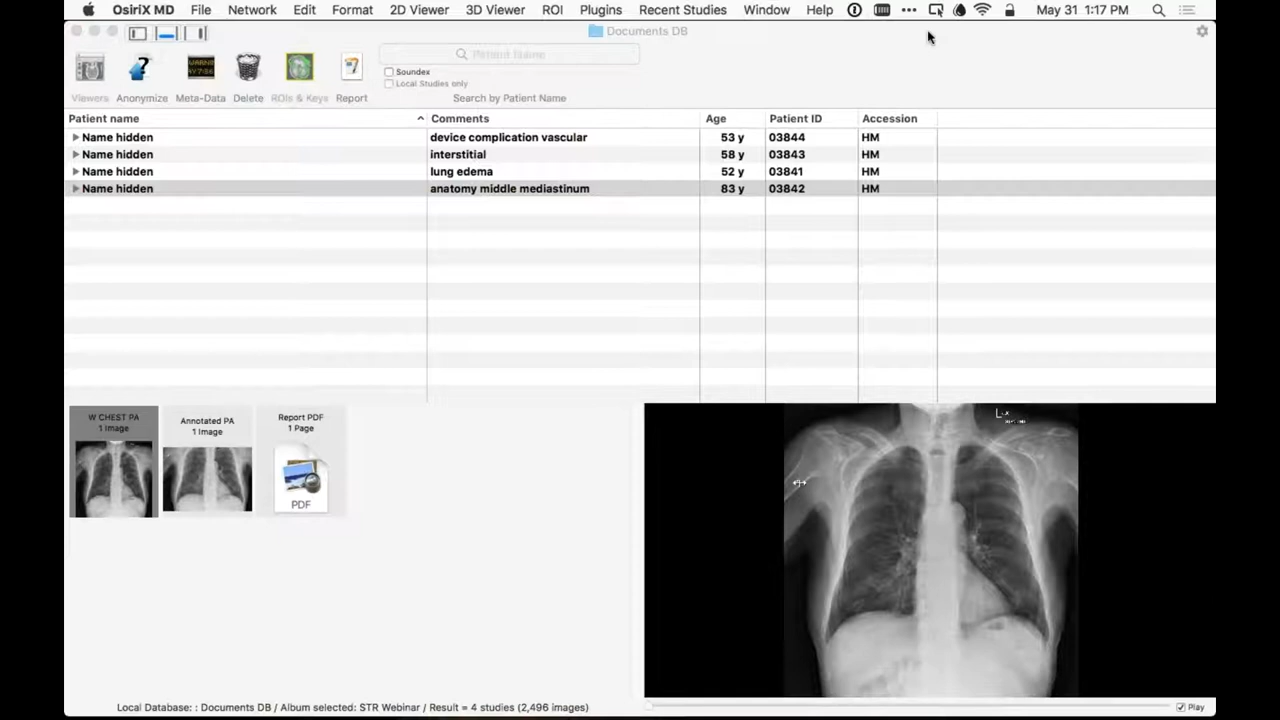 OsiriX MD File Network Edit Format 2D Viewer 3D Viewer ROI Plugins Recent Studies Window Help May 31 1:17 PM
Documents DB
Patient Name
Soundex
Local Studies only
Viewers Anonymize Meta-Data Delete ROIs & Keys Report Search by Patient Name
Patient name Comments Age Patient ID Accession
Name hidden device complication vascular 53 y 03844 HM
Name hidden interstitial 58 y 03843 HM
Name hidden lung edema 52 y 03841 HM
Name hidden anatomy middle mediastinum 83 y 03842 HM
W CHEST PA
1 Image
Annotated PA
1 Image
Report PDF
1 Page
PDF
Local Database: : Documents DB / Album selected: STR Webinar / Result = 4 studies (2,496 images)
Play